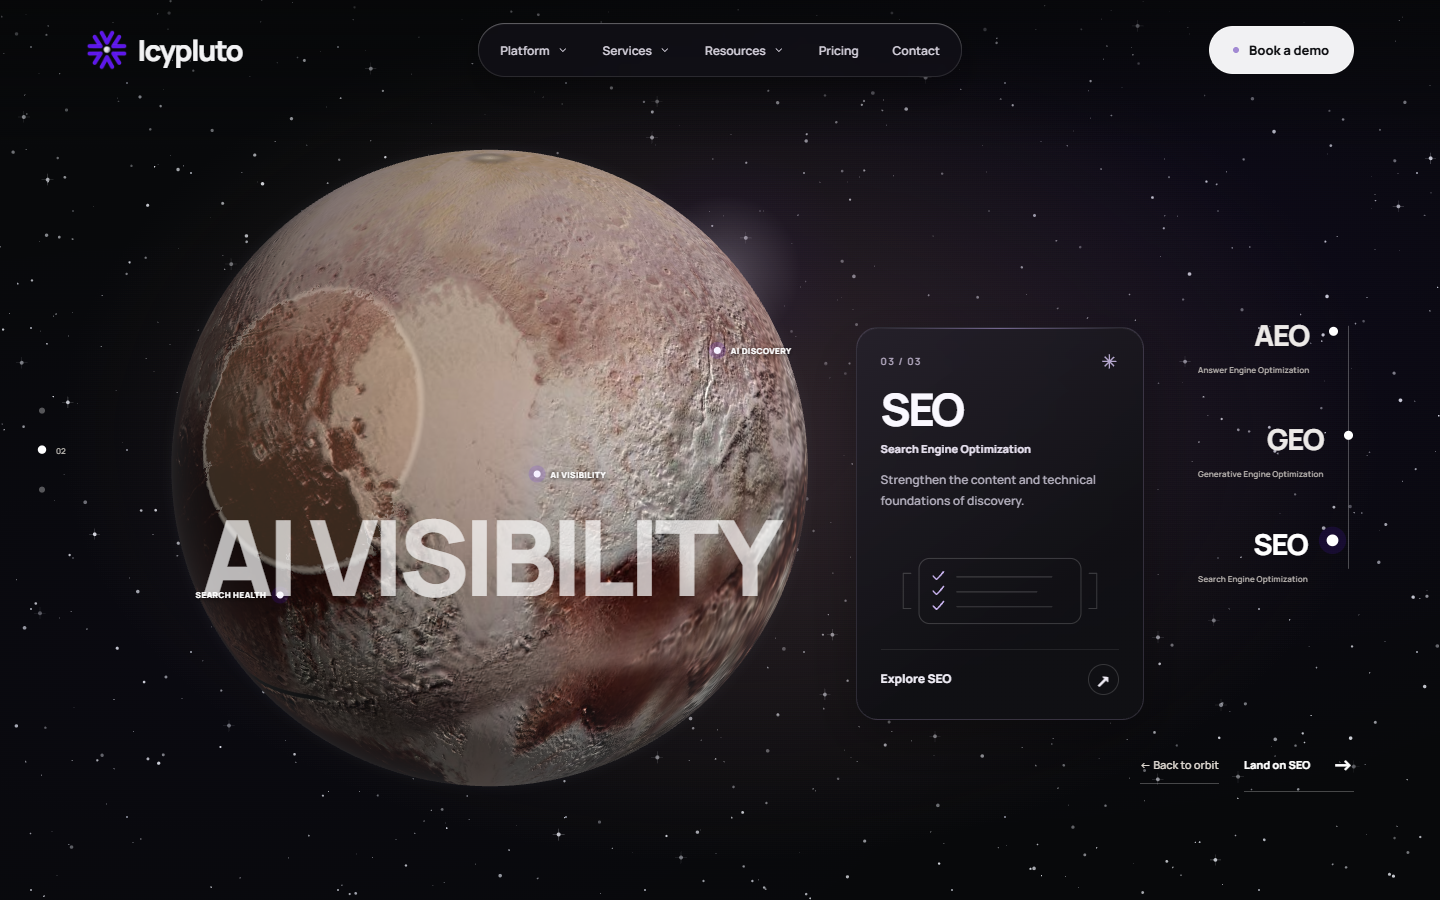 Icypluto
Platform
Services
Resources
Pricing
Contact
Book a demo
AI DISCOVERY
AI VISIBILITY
AI VISIBILITY
SEARCH HEALTH
02
03 / 03
SEO
Search Engine Optimization
Strengthen the content and technical
foundations of discovery.
Explore SEO
AEO
Answer Engine Optimization
GEO
Generative Engine Optimization
SEO
Search Engine Optimization
← Back to orbit
Land on SEO →